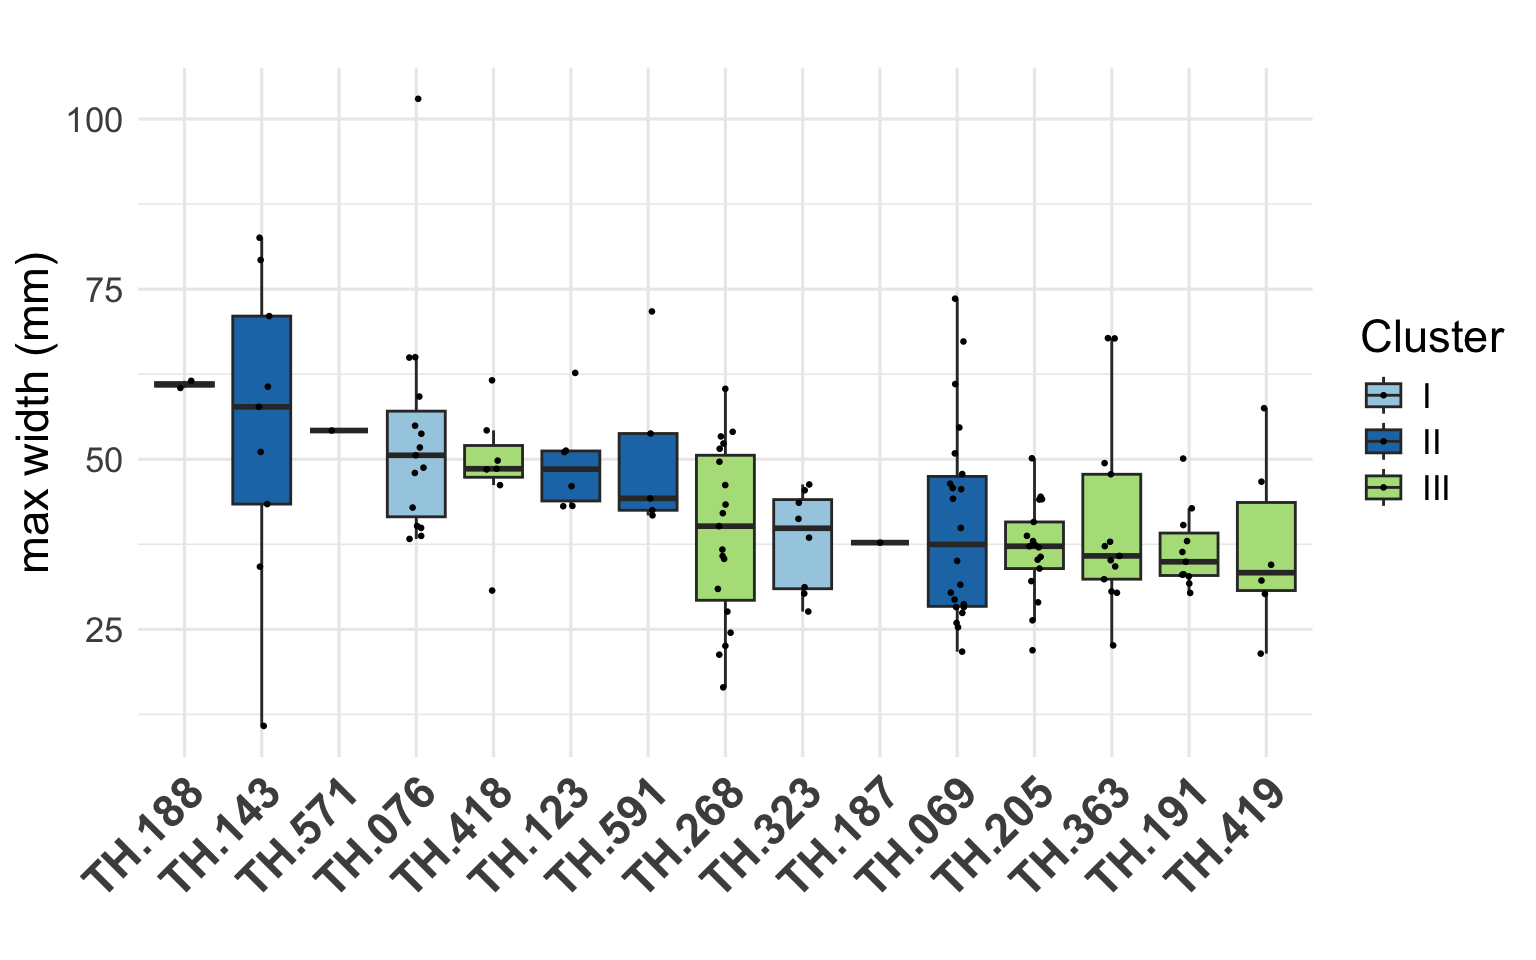 max width (mm)
100
75
50
25
TH.188
TH.143
TH.571
TH.076
TH.418
TH.123
TH.591
TH.268
TH.323
TH.187
TH.069
TH.205
TH.363
TH.191
TH.419
Cluster
I
II
III